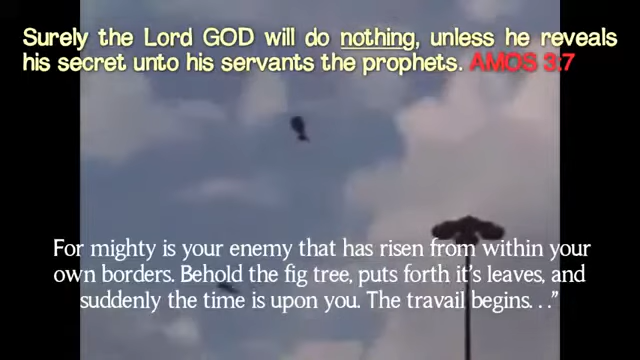 Surely the Lord GOD will do nothing, unless he reveals
his secret unto his servants the prophets. AMOS 3:7
For mighty is your enemy that has risen from within your
own borders. Behold the fig tree, puts forth it's leaves, and
suddenly the time is upon you. The travail begins. . ."